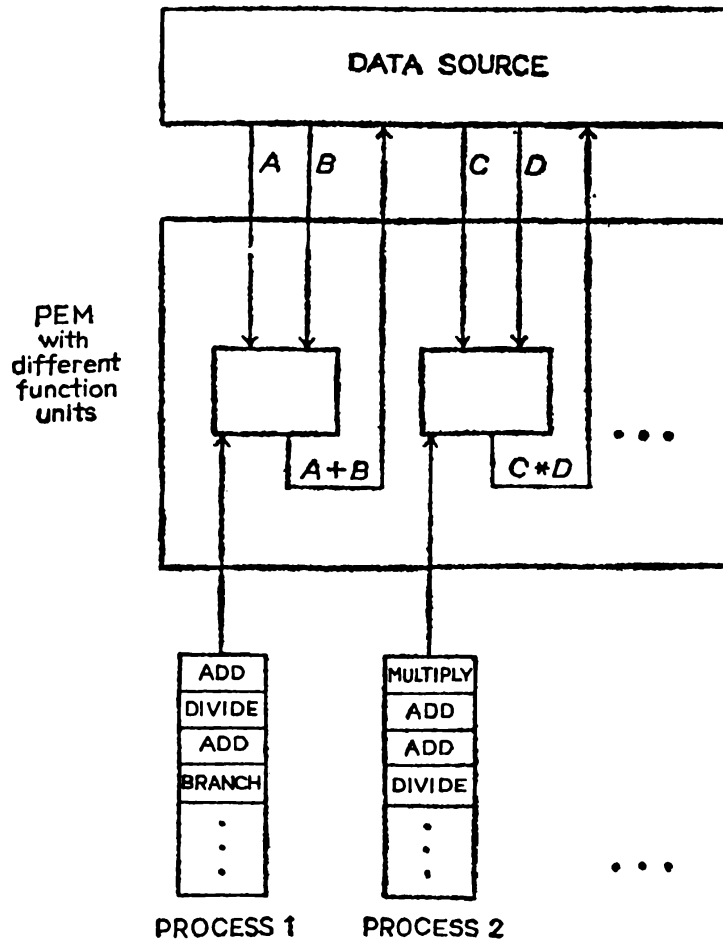 DATA SOURCE
A B C D
PEM
with
different
function
units
A+B
C*D
ADD
DIVIDE
ADD
BRANCH
PROCESS 1
MULTIPLY
ADD
ADD
DIVIDE
PROCESS 2